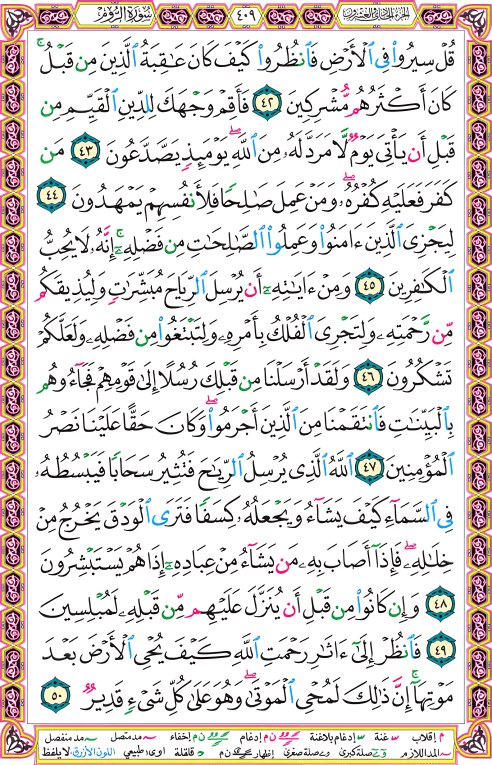 سُورَةُ الرُّومِ ٤٠٩ الجزء الحادي والعشرون
قُلْ سِيرُوا۟ فِى ٱلْأَرْضِ فَٱنظُرُوا۟ كَيْفَ كَانَ عَـٰقِبَةُ ٱلَّذِينَ مِن قَبْلُ ۚ
كَانَ أَكْثَرُهُم مُّشْرِكِينَ ٤٢ فَأَقِمْ وَجْهَكَ لِلدِّينِ ٱلْقَيِّمِ مِن
قَبْلِ أَن يَأْتِىَ يَوْمٌ لَّا مَرَدَّ لَهُۥ مِنَ ٱللَّهِ ۖ يَوْمَئِذٍ يَصَّدَّعُونَ ٤٣ مَن
كَفَرَ فَعَلَيْهِ كُفْرُهُۥ ۖ وَمَنْ عَمِلَ صَـٰلِحًا فَلِأَنفُسِهِمْ يَمْهَدُونَ ٤٤
لِيَجْزِىَ ٱلَّذِينَ ءَامَنُوا۟ وَعَمِلُوا۟ ٱلصَّـٰلِحَـٰتِ مِن فَضْلِهِۦٓ ۚ إِنَّهُۥ لَا يُحِبُّ
ٱلْكَـٰفِرِينَ ٤٥ وَمِنْ ءَايَـٰتِهِۦٓ أَن يُرْسِلَ ٱلرِّيَاحَ مُبَشِّرَٰتٍ وَلِيُذِيقَكُم
مِّن رَّحْمَتِهِۦ وَلِتَجْرِىَ ٱلْفُلْكُ بِأَمْرِهِۦ وَلِتَبْتَغُوا۟ مِن فَضْلِهِۦ وَلَعَلَّكُمْ
تَشْكُرُونَ ٤٦ وَلَقَدْ أَرْسَلْنَا مِن قَبْلِكَ رُسُلًا إِلَىٰ قَوْمِهِمْ فَجَآءُوهُم
بِٱلْبَيِّنَـٰتِ فَٱنتَقَمْنَا مِنَ ٱلَّذِينَ أَجْرَمُوا۟ ۖ وَكَانَ حَقًّا عَلَيْنَا نَصْرُ
ٱلْمُؤْمِنِينَ ٤٧ ٱللَّهُ ٱلَّذِى يُرْسِلُ ٱلرِّيَـٰحَ فَتُثِيرُ سَحَابًا فَيَبْسُطُهُۥ
فِى ٱلسَّمَآءِ كَيْفَ يَشَآءُ وَيَجْعَلُهُۥ كِسَفًا فَتَرَى ٱلْوَدْقَ يَخْرُجُ مِنْ
خِلَـٰلِهِۦ ۖ فَإِذَآ أَصَابَ بِهِۦ مَن يَشَآءُ مِنْ عِبَادِهِۦٓ إِذَا هُمْ يَسْتَبْشِرُونَ
٤٨ وَإِن كَانُوا۟ مِن قَبْلِ أَن يُنَزَّلَ عَلَيْهِم مِّن قَبْلِهِۦ لَمُبْلِسِينَ
٤٩ فَٱنظُرْ إِلَىٰٓ ءَاثَـٰرِ رَحْمَتِ ٱللَّهِ كَيْفَ يُحْىِ ٱلْأَرْضَ بَعْدَ
مَوْتِهَآ ۚ إِنَّ ذَٰلِكَ لَمُحْىِ ٱلْمَوْتَىٰ ۖ وَهُوَ عَلَىٰ كُلِّ شَىْءٍ قَدِيرٌ ٥٠
م إقلاب غنة إدغام بلاغنة ن م إدغام ن م إخفاء مد متصل مد منفصل
المد اللازم صلة كبرى صلة صغرى إظهار ن م قلقلة اوى طبيعي اللون الأزرق لا يلفظ